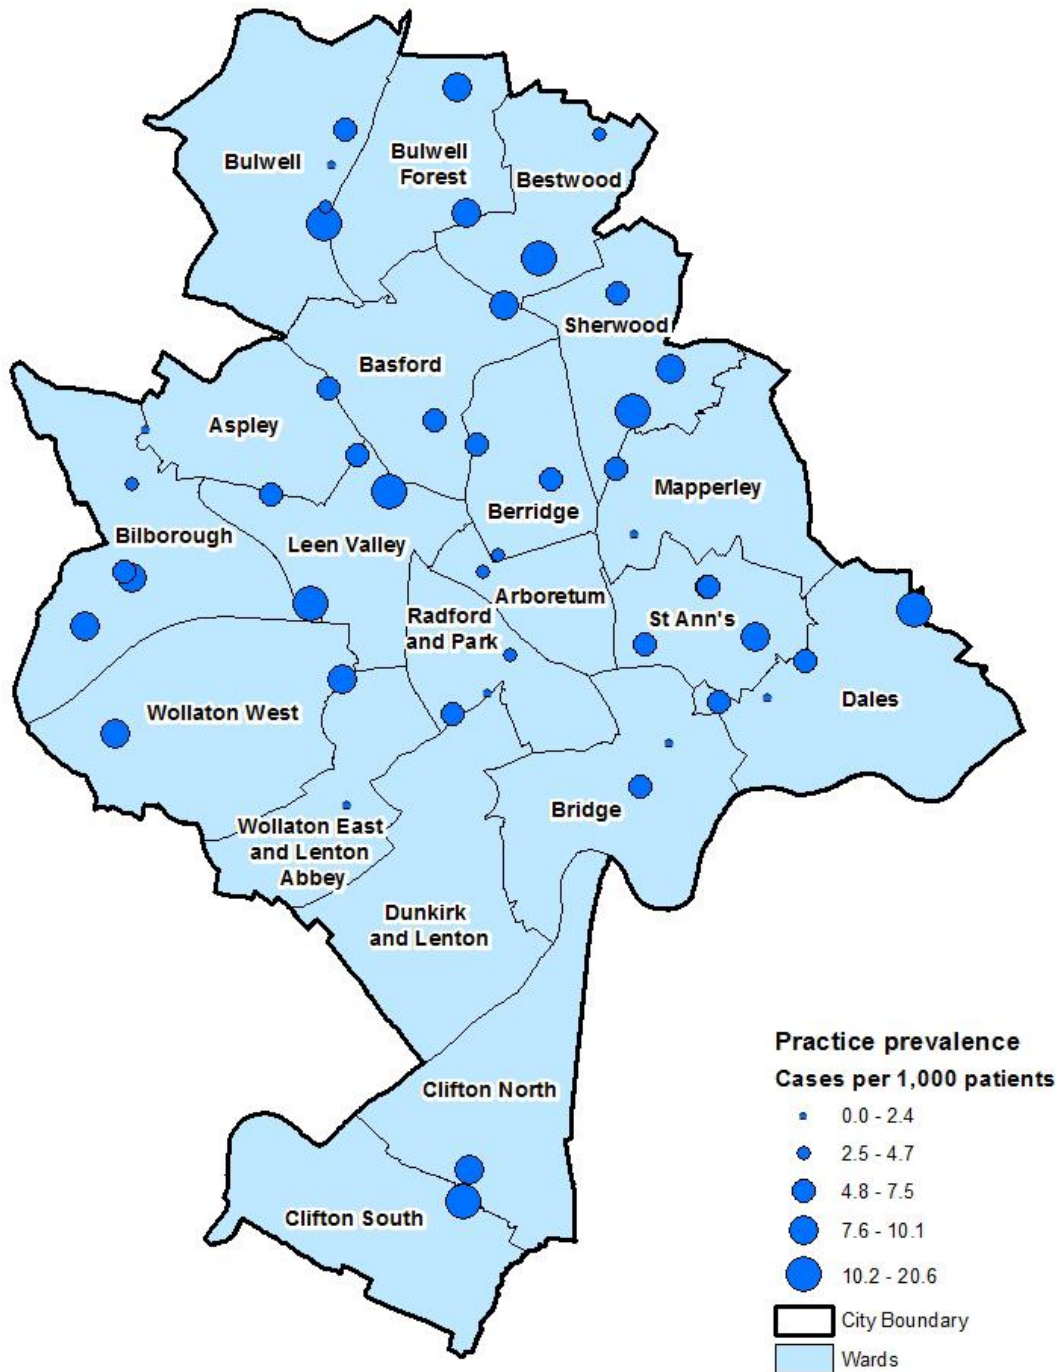 Bulwell
Bulwell
Forest
Bestwood
Sherwood
Basford
Aspley
Mapperley
Berridge
Bilborough
Leen Valley
Arboretum
Radford
and Park
St Ann's
Wollaton West
Dales
Bridge
Wollaton East
and Lenton
Abbey
Dunkirk
and Lenton
Clifton North
Clifton South
Practice prevalence
Cases per 1,000 patients
0.0 - 2.4
2.5 - 4.7
4.8 - 7.5
7.6 - 10.1
10.2 - 20.6
City Boundary
Wards